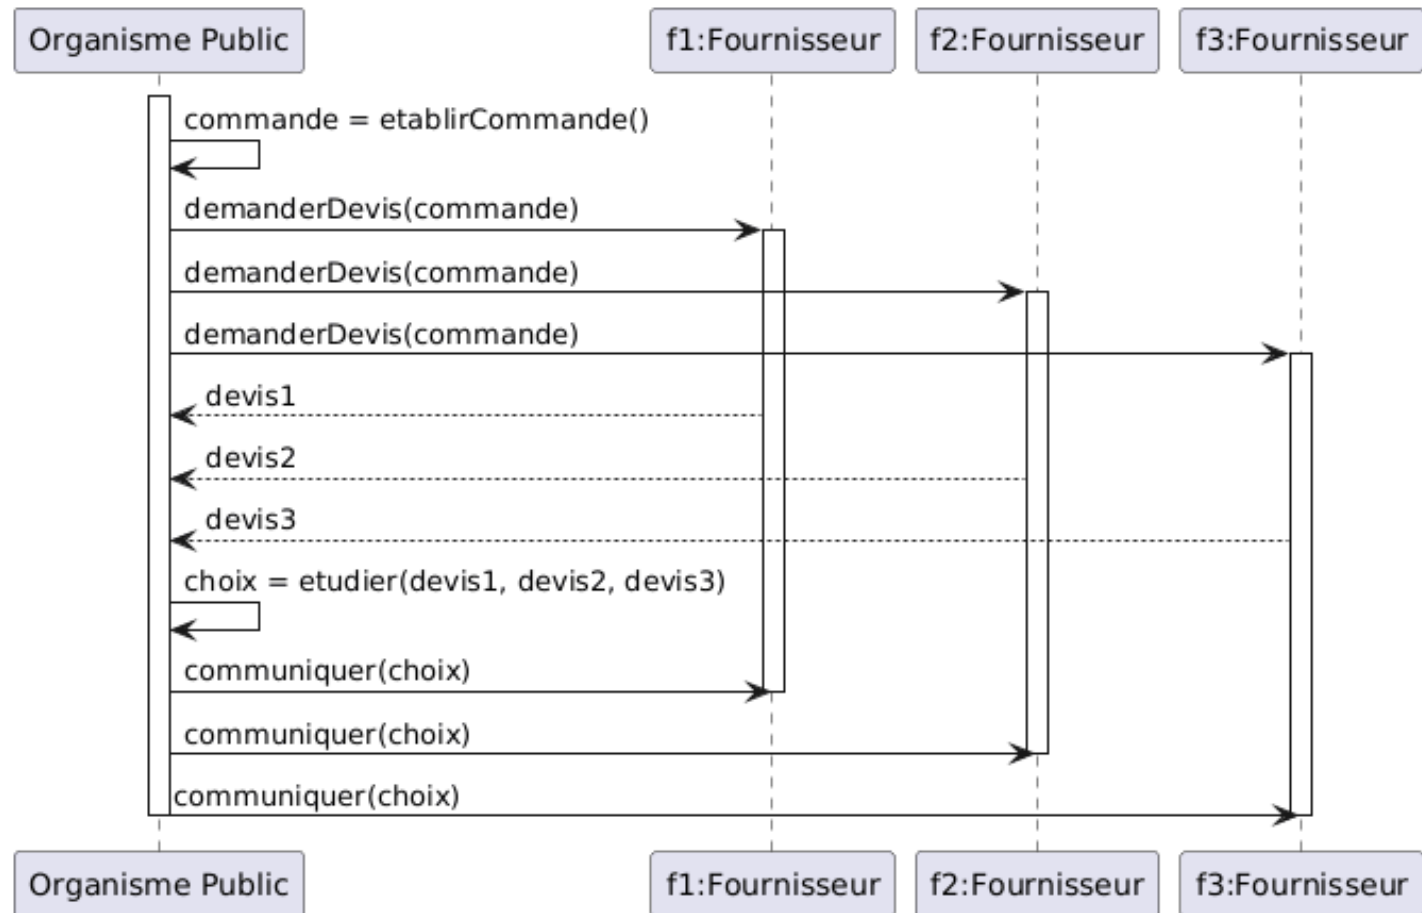 Organisme Public
f1:Fournisseur
f2:Fournisseur
f3:Fournisseur
commande = etablirCommande()
demanderDevis(commande)
demanderDevis(commande)
demanderDevis(commande)
devis1
devis2
devis3
choix = etudier(devis1, devis2, devis3)
communiquer(choix)
communiquer(choix)
communiquer(choix)
Organisme Public
f1:Fournisseur
f2:Fournisseur
f3:Fournisseur